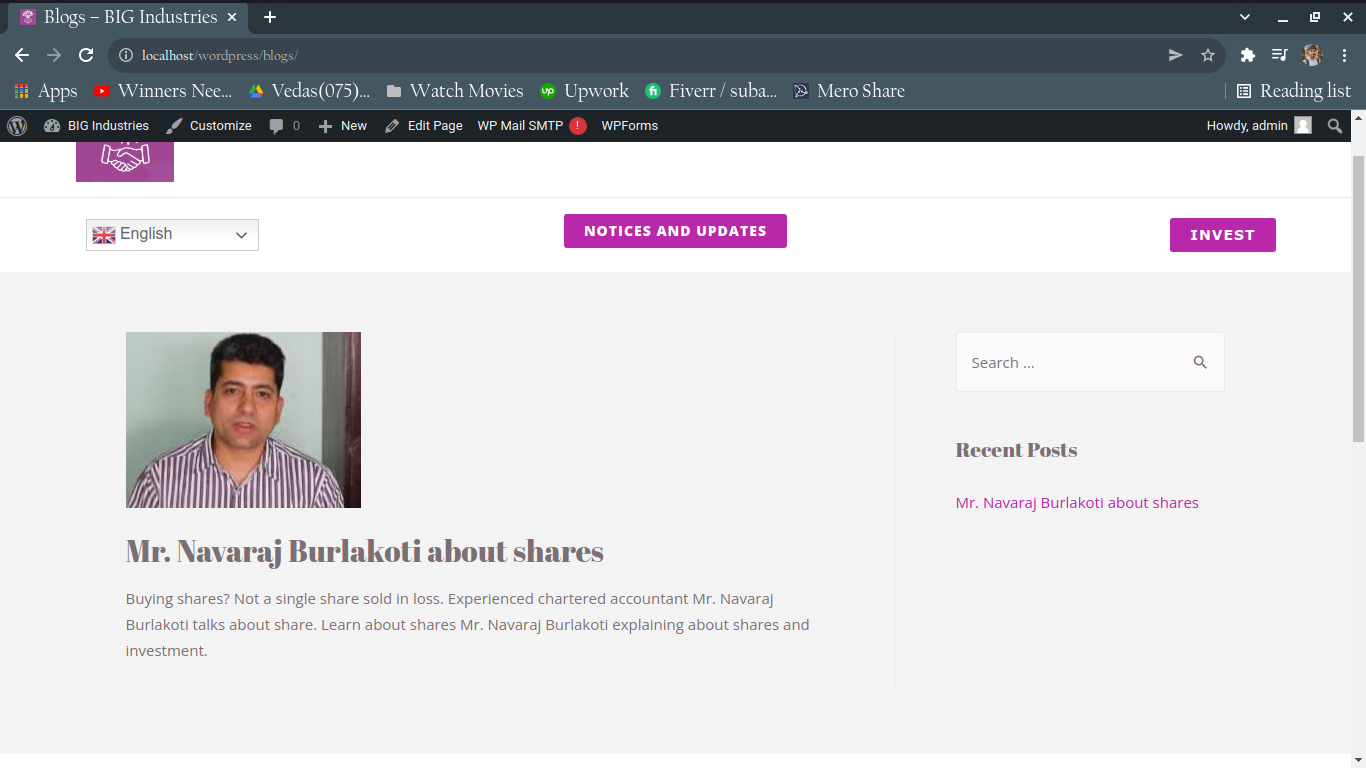 Blogs – BIG Industries
localhost/wordpress/blogs/
Apps Winners Nee... Vedas(075)... Watch Movies Upwork Fiverr / suba... Mero Share Reading list
BIG Industries Customize 0 New Edit Page WP Mail SMTP ! WPForms Howdy, admin
English
NOTICES AND UPDATES
INVEST
Search ...
Recent Posts
Mr. Navaraj Burlakoti about shares
Mr. Navaraj Burlakoti about shares
Buying shares? Not a single share sold in loss. Experienced chartered accountant Mr. Navaraj
Burlakoti talks about share. Learn about shares Mr. Navaraj Burlakoti explaining about shares and
investment.